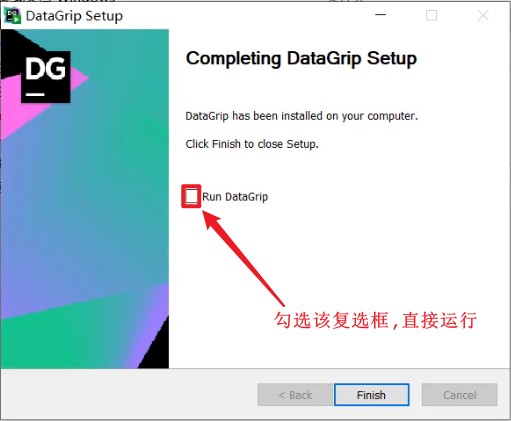 DataGrip Setup
DG
Completing DataGrip Setup
DataGrip has been installed on your computer.
Click Finish to close Setup.
Run DataGrip
勾选该复选框,直接运行
< Back
Finish
Cancel